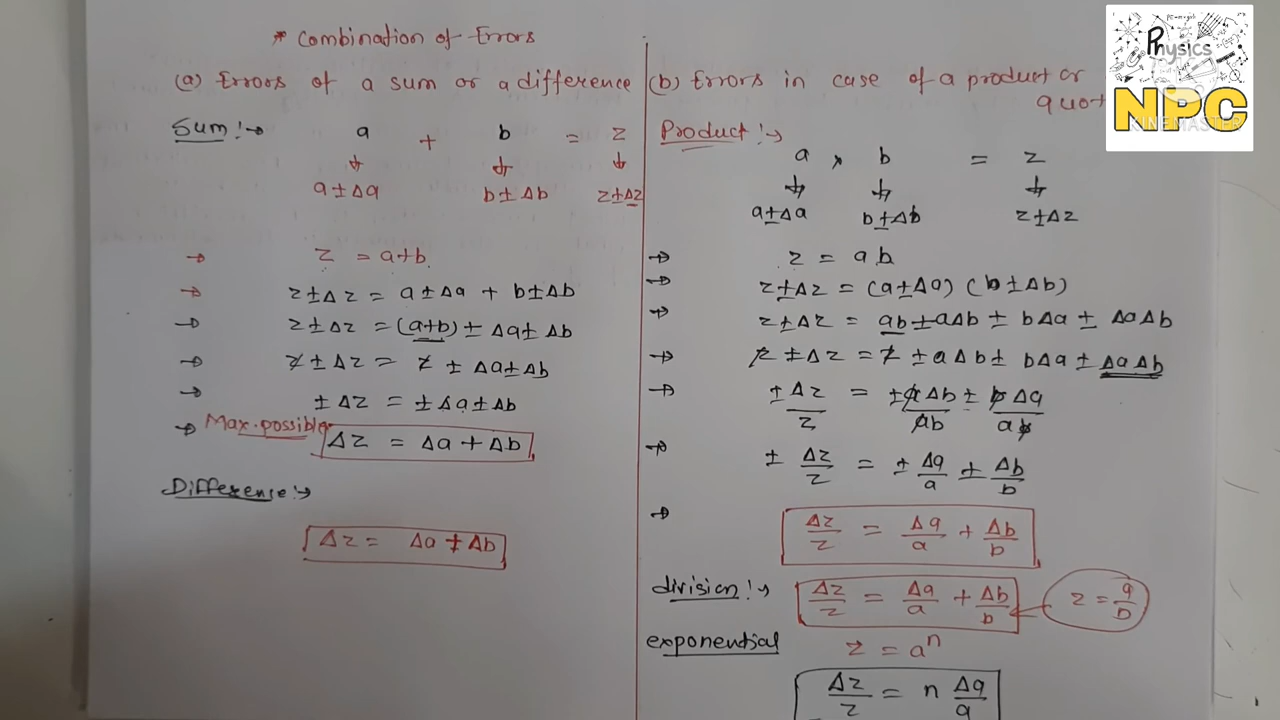 * Combination of Errors
(a) Errors of a sum or a difference
Sum:→ a + b = z
↓ ↓ ↓
a±Δa b±Δb z±Δz
→ z = a+b
→ z±Δz = a±Δa + b±Δb
→ z±Δz = (a+b) ± Δa± Δb
→ z±Δz = z ± Δa±Δb
→ ±Δz = ±Δa±Δb
→ Max.possible Δz = Δa + Δb
Difference:→
Δz = Δa + Δb
(b) Errors in case of a product or
quot
Product:→
a × b = z
↓ ↓ ↓
a±Δa b±Δb z±Δz
→ z = ab
→ z±Δz = (a±Δa) (b±Δb)
→ z±Δz = ab ±aΔb ± bΔa ± ΔaΔb
→ z ±Δz = z ±aΔb± bΔa ± ΔaΔb
→ ±Δz/z = ±aΔb/ab ± bΔa/ab
→ ± Δz/z = ± Δa/a ± Δb/b
→ Δz/z = Δa/a + Δb/b
division:→ Δz/z = Δa/a + Δb/b z = a/b
exponential z = aⁿ
Δz/z = n Δa/a
Physics
NPC
KINEMASTER